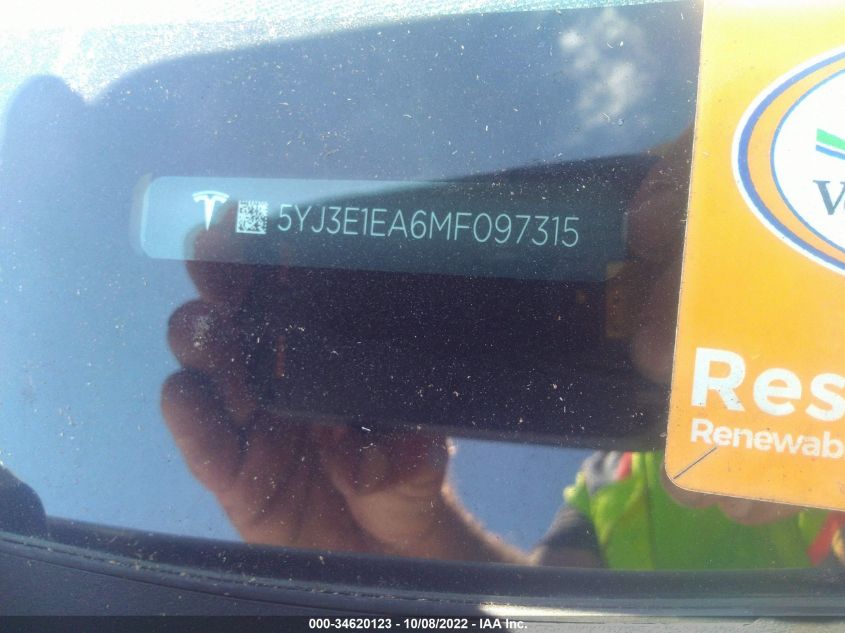 5YJ3E1EA6MF097315
Res
Renewab
000-34620123 - 10/08/2022 - IAA Inc.